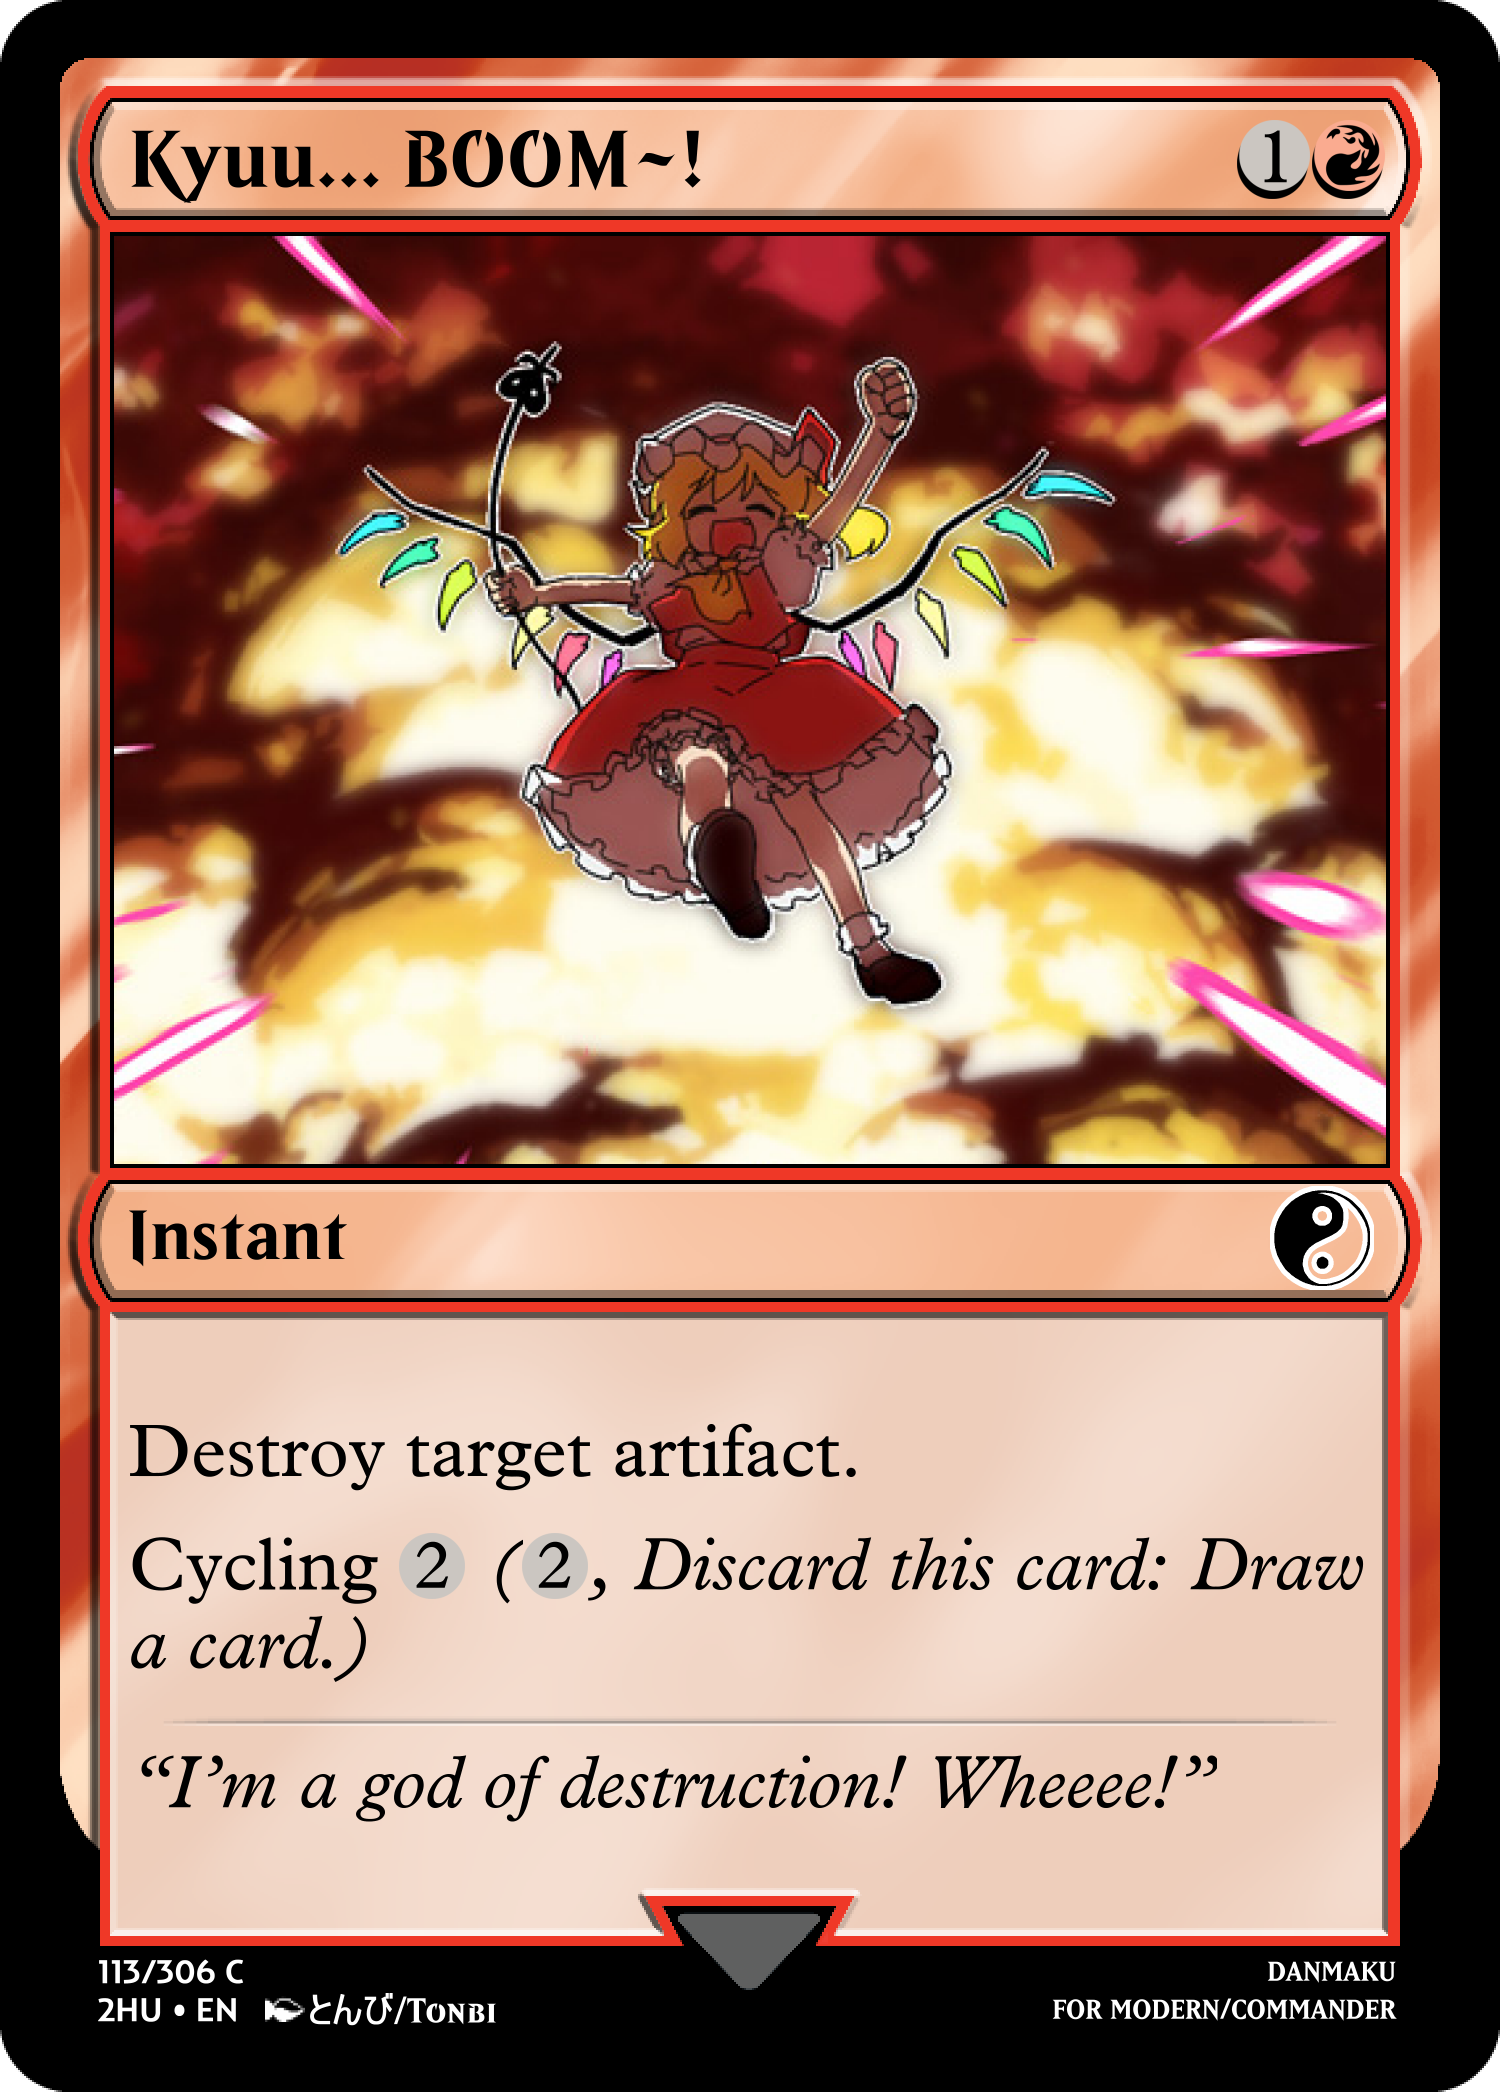 Kyuu... BOOM~! 1
Instant
Destroy target artifact.
Cycling 2 (2, Discard this card: Draw
a card.)
“I’m a god of destruction! Wheeee!”
113/306 C
2HU • EN とんび/TONBI
DANMAKU
FOR MODERN/COMMANDER